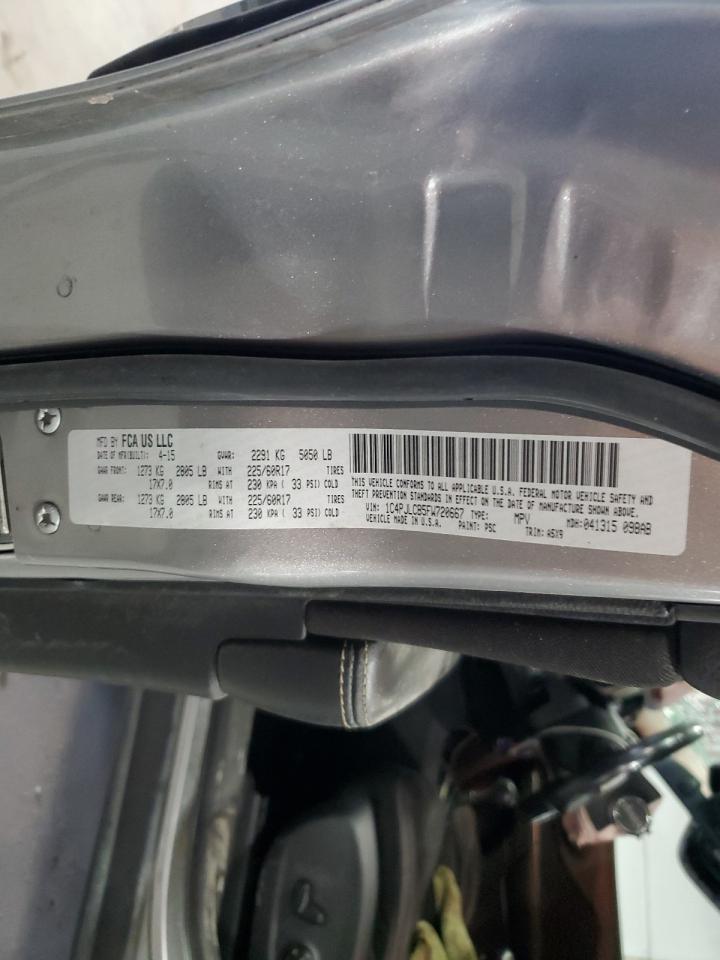 MFD BY FCA US LLC
DATE OF MFR(BUILT): 4-15 GVWR: 2291 KG 5050 LB
GAWR FRONT: 1273 KG 2805 LB WITH 225/60R17 TIRES
17X7.0 RIMS AT 230 KPA ( 33 PSI) COLD
GAWR REAR: 1273 KG 2805 LB WITH 225/60R17 TIRES
17X7.0 RIMS AT 230 KPA ( 33 PSI) COLD
THIS VEHICLE CONFORMS TO ALL APPLICABLE U.S.A. FEDERAL MOTOR VEHICLE SAFETY AND
THEFT PREVENTION STANDARDS IN EFFECT ON THE DATE OF MANUFACTURE SHOWN ABOVE.
VIN: 1C4PJLCB5FW720667 TYPE: MPV MDH: 041315 098AB
VEHICLE MADE IN U.S.A. PAINT: PSC TRIM: A5X9